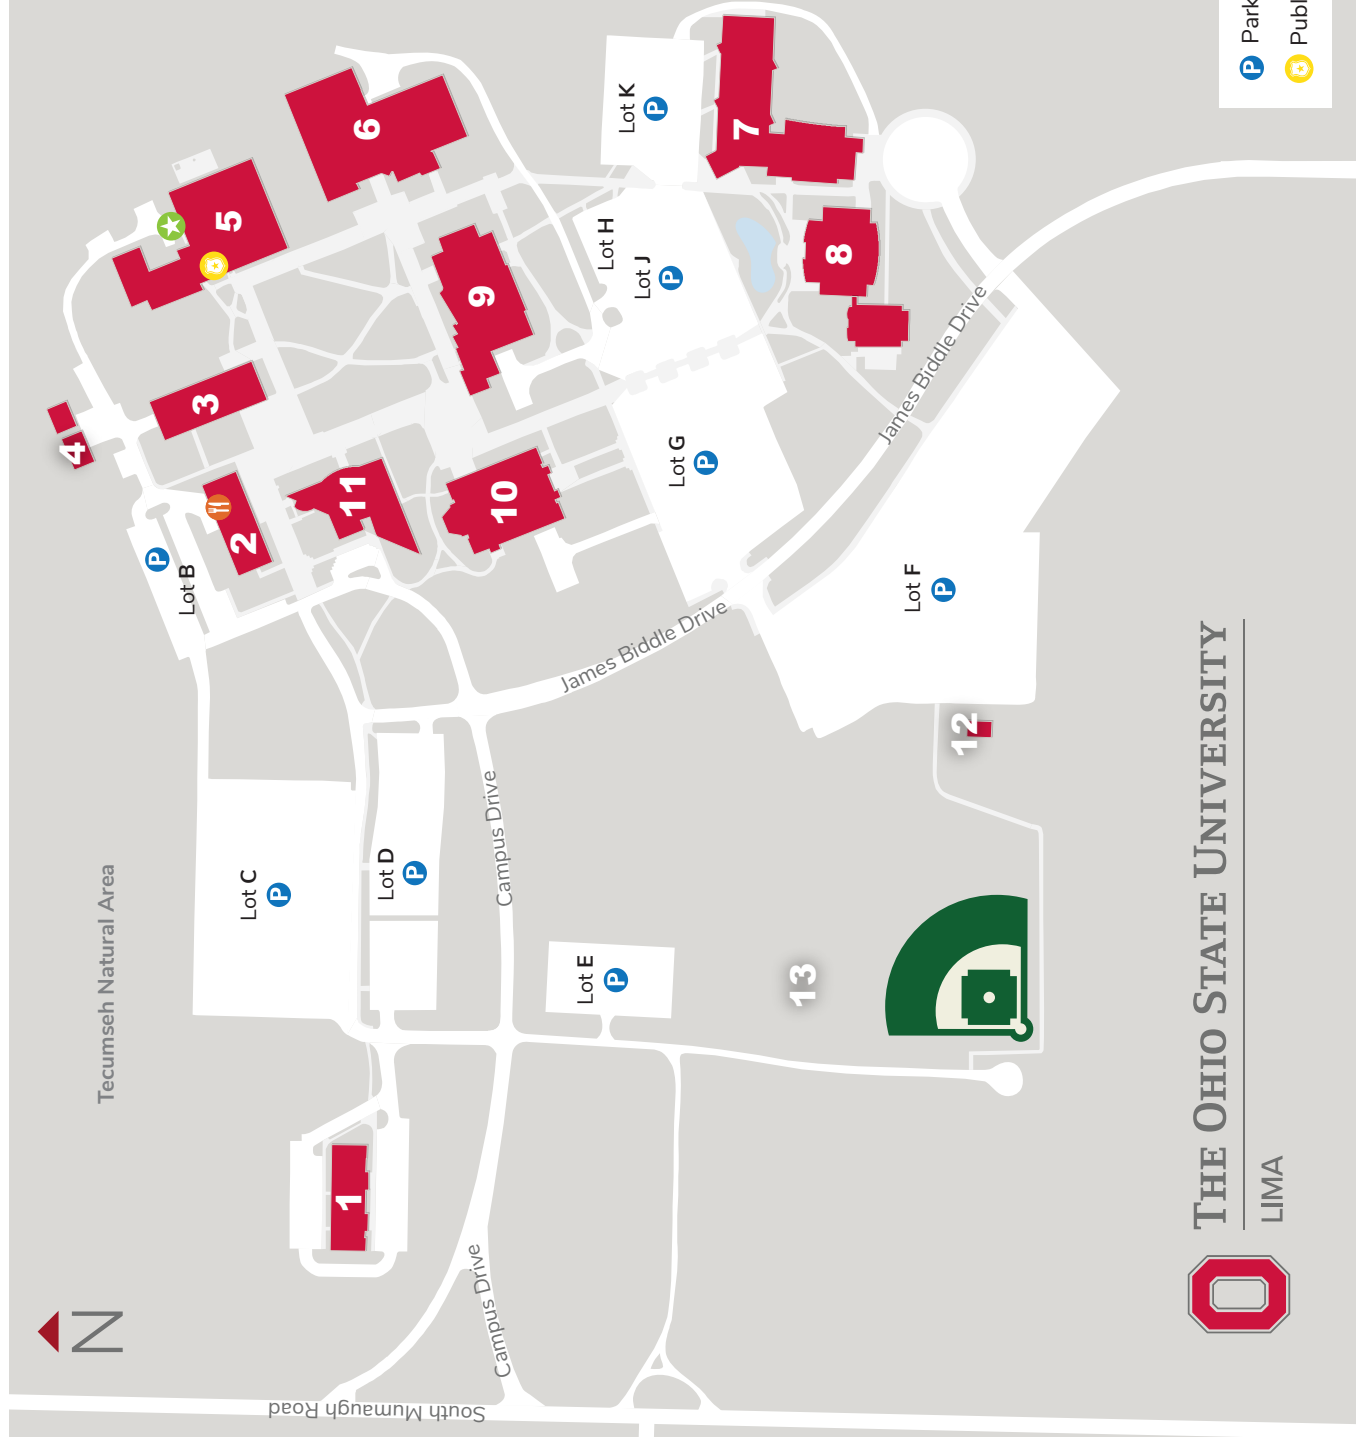 N
Tecumseh Natural Area
4
P
Lot B
3
5
2
Lot C
P
South Mumaugh Road
1
11
6
Lot D
P
9
Campus Drive
Campus Drive
10
Lot E
P
Lot H
Lot J
P
Lot K
P
James Biddle Drive
Lot G
P
7
13
8
Lot F
P
James Biddle Drive
12
THE OHIO STATE UNIVERSITY
LIMA
P Park
Publ